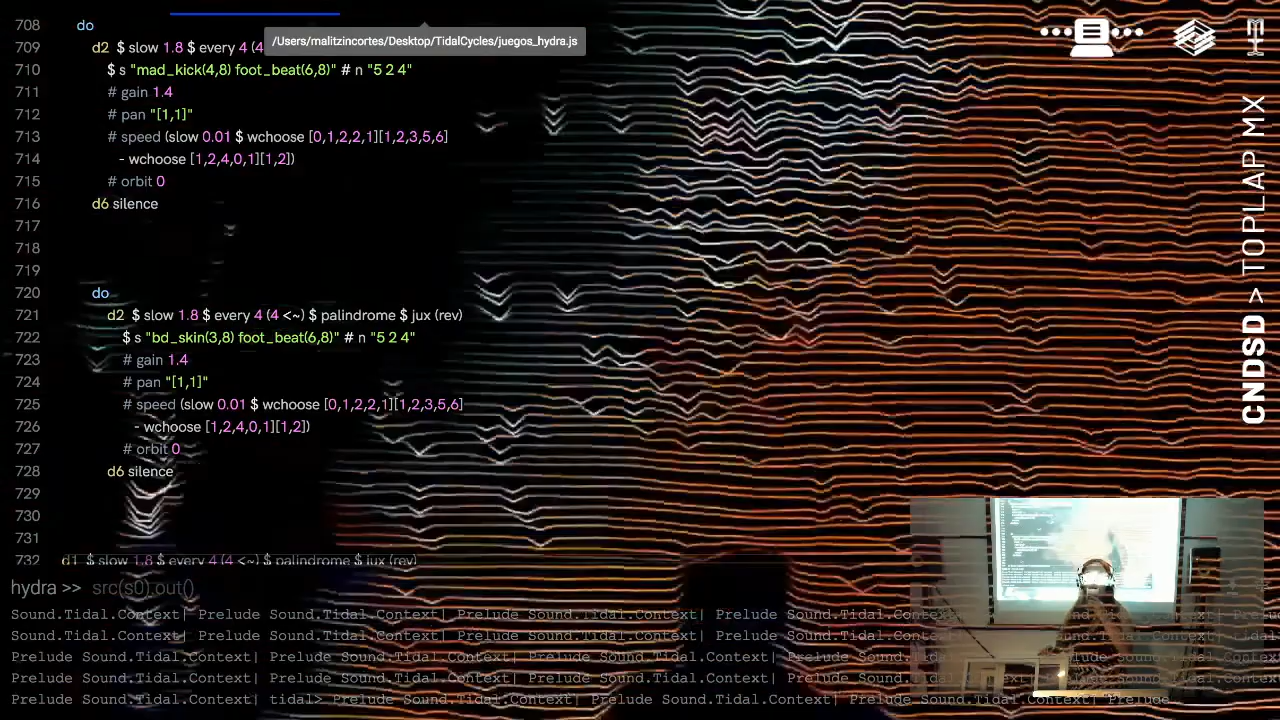 708 do
/Users/malitzine esktop/TidalCycles/juegos_hydra.js
709 d2 $ slow 1.8 $ every 4 (4
710 $ s "mad_kick(4,8) foot_beat(6,8)" # n "5 2 4"
711 # gain 1.4
712 # pan "[1,1]"
713 # speed (slow 0.01 $ wchoose [0,1,2,2,1][1,2,3,5,6]
714 - wchoose [1,2,4,0,1][1,2])
715 # orbit 0
716 d6 silence
717
718
719
720 do
721 d2 $ slow 1.8 $ every 4 (4 <~) $ palindrome $ jux (rev)
722 $ s "bd_skin(3,8) foot_beat(6,8)" # n "5 2 4"
723 # gain 1.4
724 # pan "[1,1]"
725 # speed (slow 0.01 $ wchoose [0,1,2,2,1][1,2,3,5,6]
726 - wchoose [1,2,4,0,1][1,2])
727 # orbit 0
728 d6 silence
729
730
731
732 d1 $ slow 1.8 $ every 4 (4 <~) $ palindrome $ jux (rev)
hydra >> src(s0).out()
Sound.Tidal.Context| Prelude Sound.Tidal.Context| Prelude Sound.Tidal.Context| Prelude Sound.Tidal.Context| Prelude
Sound.Tidal.Context| Prelude Sound.Tidal.Context| Prelude Sound.Tidal.Context| Prelude Sound.Tidal.Context|
Prelude Sound.Tidal.Context| Prelude Sound.Tidal.Context| Prelude Sound.Tidal.Context| Prelude Sound.Tidal.Context|
Prelude Sound.Tidal.Context| Prelude Sound.Tidal.Context| Prelude Sound.Tidal.Context| Prelude Sound.Tidal.Context|
Prelude Sound.Tidal.Context| tidal> Prelude Sound.Tidal.Context| Prelude Sound.Tidal.Context| Prelude
CNDSD > TOPLAP MX